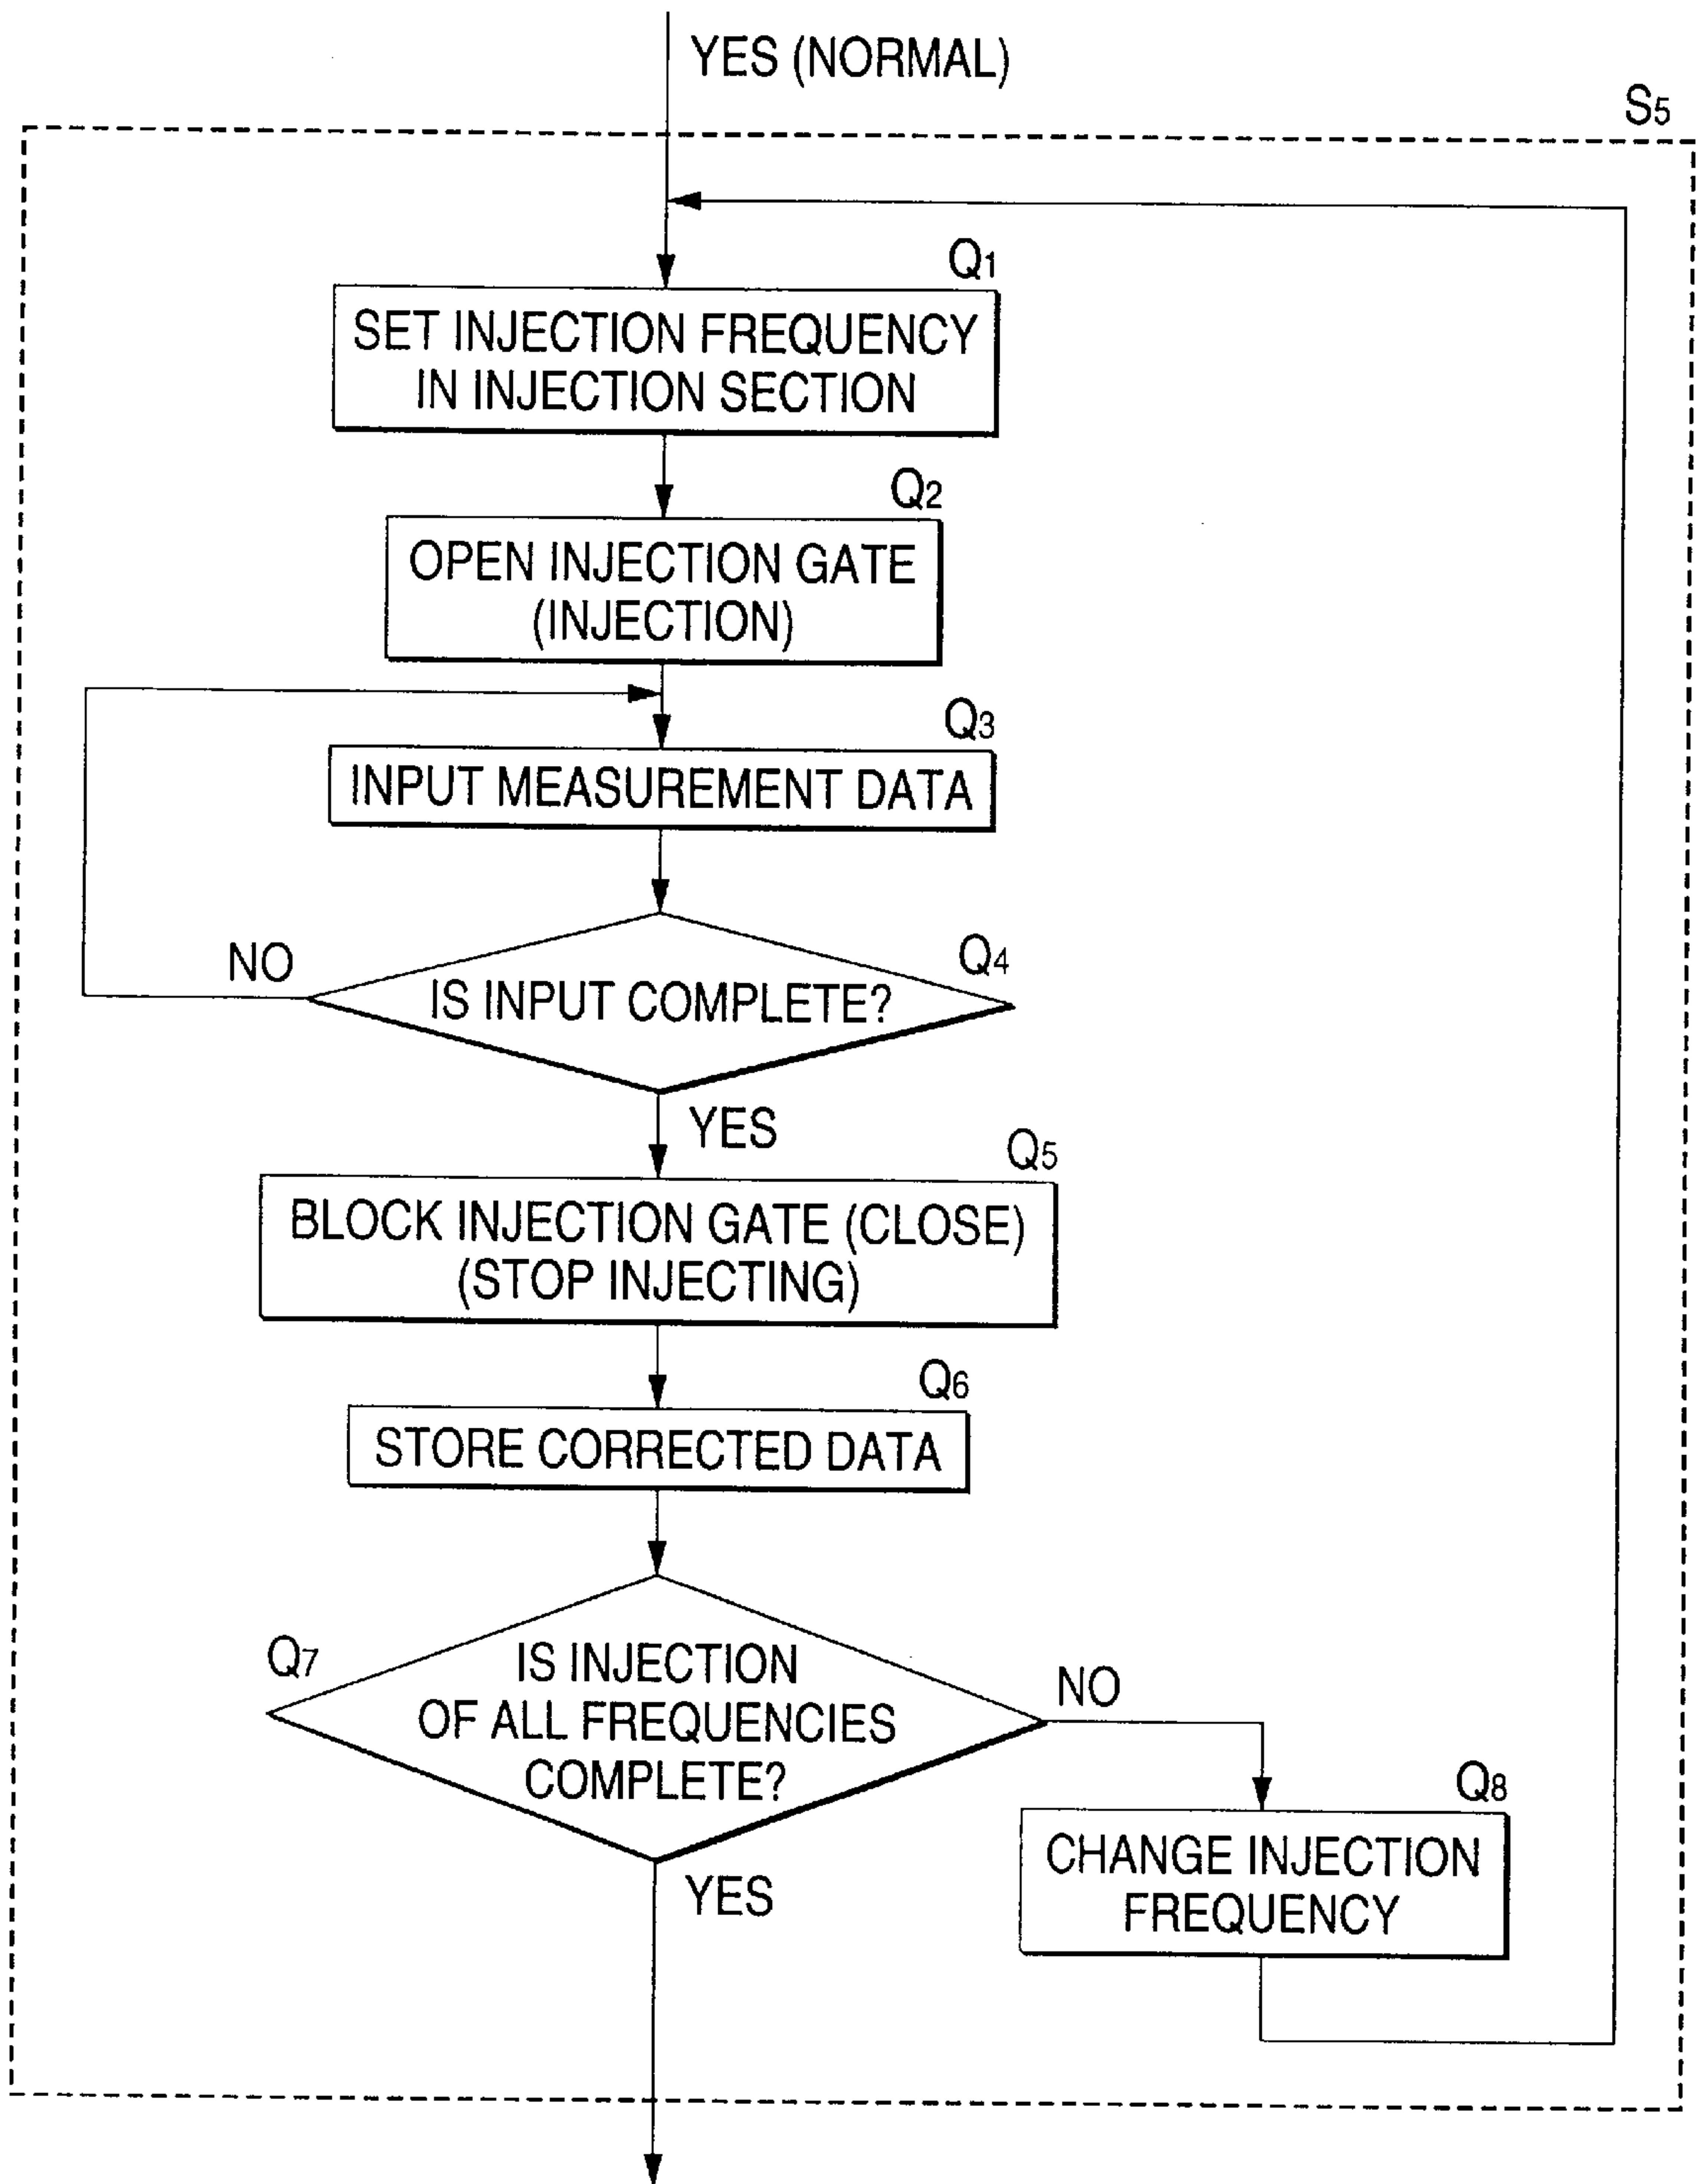 YES (NORMAL)
S5
Q1
SET INJECTION FREQUENCY
IN INJECTION SECTION
Q2
OPEN INJECTION GATE
(INJECTION)
Q3
INPUT MEASUREMENT DATA
NO
Q4
IS INPUT COMPLETE?
YES
Q5
BLOCK INJECTION GATE (CLOSE)
(STOP INJECTING)
Q6
STORE CORRECTED DATA
Q7
IS INJECTION
OF ALL FREQUENCIES
COMPLETE?
NO
Q8
CHANGE INJECTION
FREQUENCY
YES